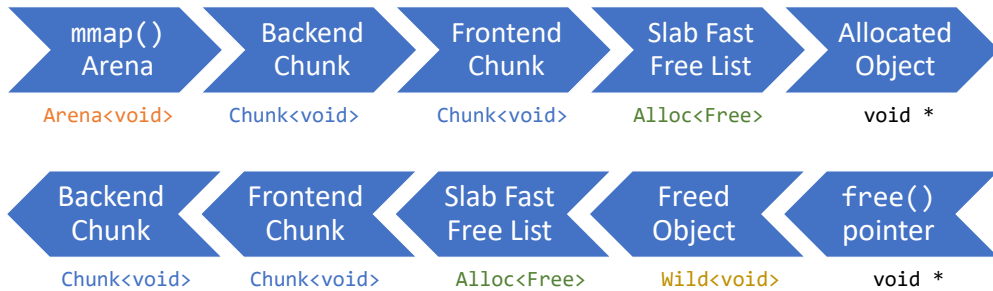 mmap() Arena
Backend Chunk
Frontend Chunk
Slab Fast Free List
Allocated Object
Arena<void>
Chunk<void>
Chunk<void>
Alloc<Free>
void *
Backend Chunk
Frontend Chunk
Slab Fast Free List
Freed Object
free() pointer
Chunk<void>
Chunk<void>
Alloc<Free>
Wild<void>
void *